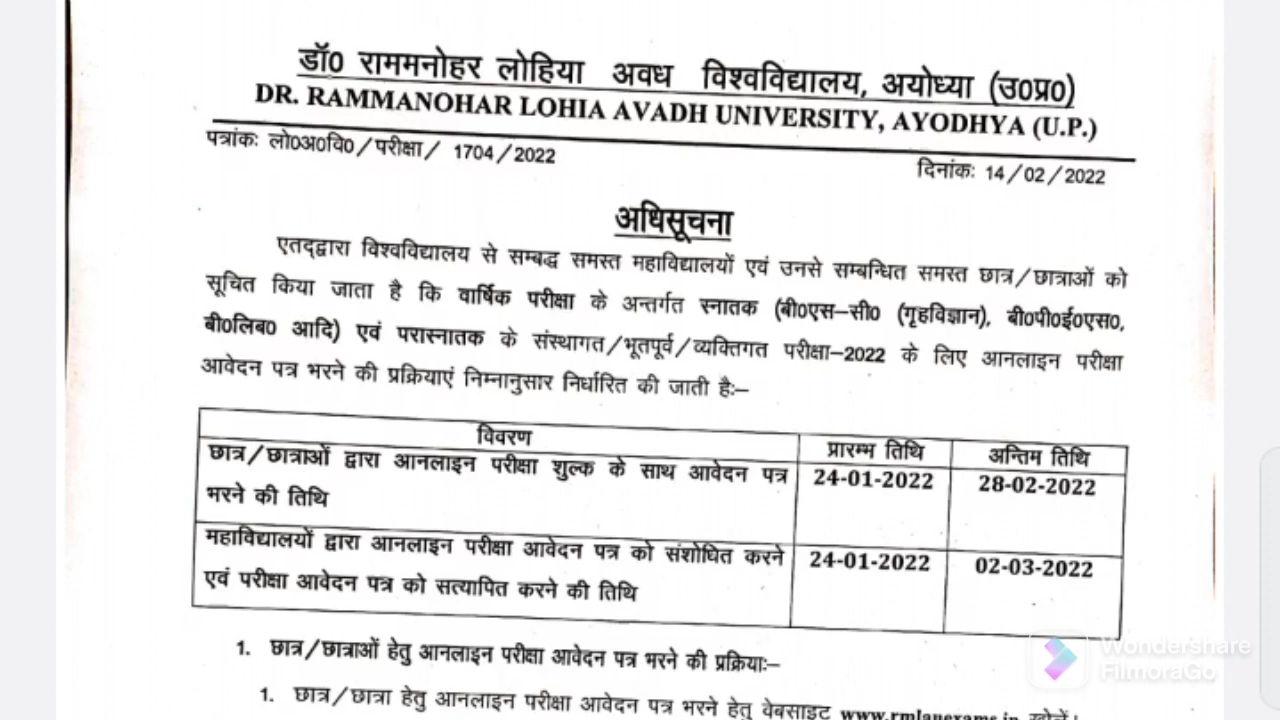 डॉ0 राममनोहर लोहिया अवध विश्वविद्यालय, अयोध्या (उ0प्र0)
DR. RAMMANOHAR LOHIA AVADH UNIVERSITY, AYODHYA (U.P.)
पत्रांकः लो0अ0वि0/परीक्षा/ 1704/2022
दिनांकः 14/02/2022
अधिसूचना
एतद्द्वारा विश्वविद्यालय से सम्बद्ध समस्त महाविद्यालयों एवं उनसे सम्बन्धित समस्त छात्र/छात्राओं को
सूचित किया जाता है कि वार्षिक परीक्षा के अन्तर्गत स्नातक (बी0एस–सी0 (गृहविज्ञान), बी0पी0ई0एस0,
बी0लिब0 आदि) एवं परास्नातक के संस्थागत/भूतपूर्व/व्यक्तिगत परीक्षा–2022 के लिए आनलाइन परीक्षा
आवेदन पत्र भरने की प्रक्रियाएं निम्नानुसार निर्धारित की जाती हैः–
विवरण प्रारम्भ तिथि अन्तिम तिथि
छात्र/छात्राओं द्वारा आनलाइन परीक्षा शुल्क के साथ आवेदन पत्र 24-01-2022 28-02-2022
भरने की तिथि
महाविद्यालयों द्वारा आनलाइन परीक्षा आवेदन पत्र को संशोधित करने 24-01-2022 02-03-2022
एवं परीक्षा आवेदन पत्र को सत्यापित करने की तिथि
1. छात्र/छात्राओं हेतु आनलाइन परीक्षा आवेदन पत्र भरने की प्रक्रियाः–
1. छात्र/छात्रा हेतु आनलाइन परीक्षा आवेदन पत्र भरने हेतु वेबसाइट www.rmlauexams.in खोलें।
Wondershare
FilmoraGo